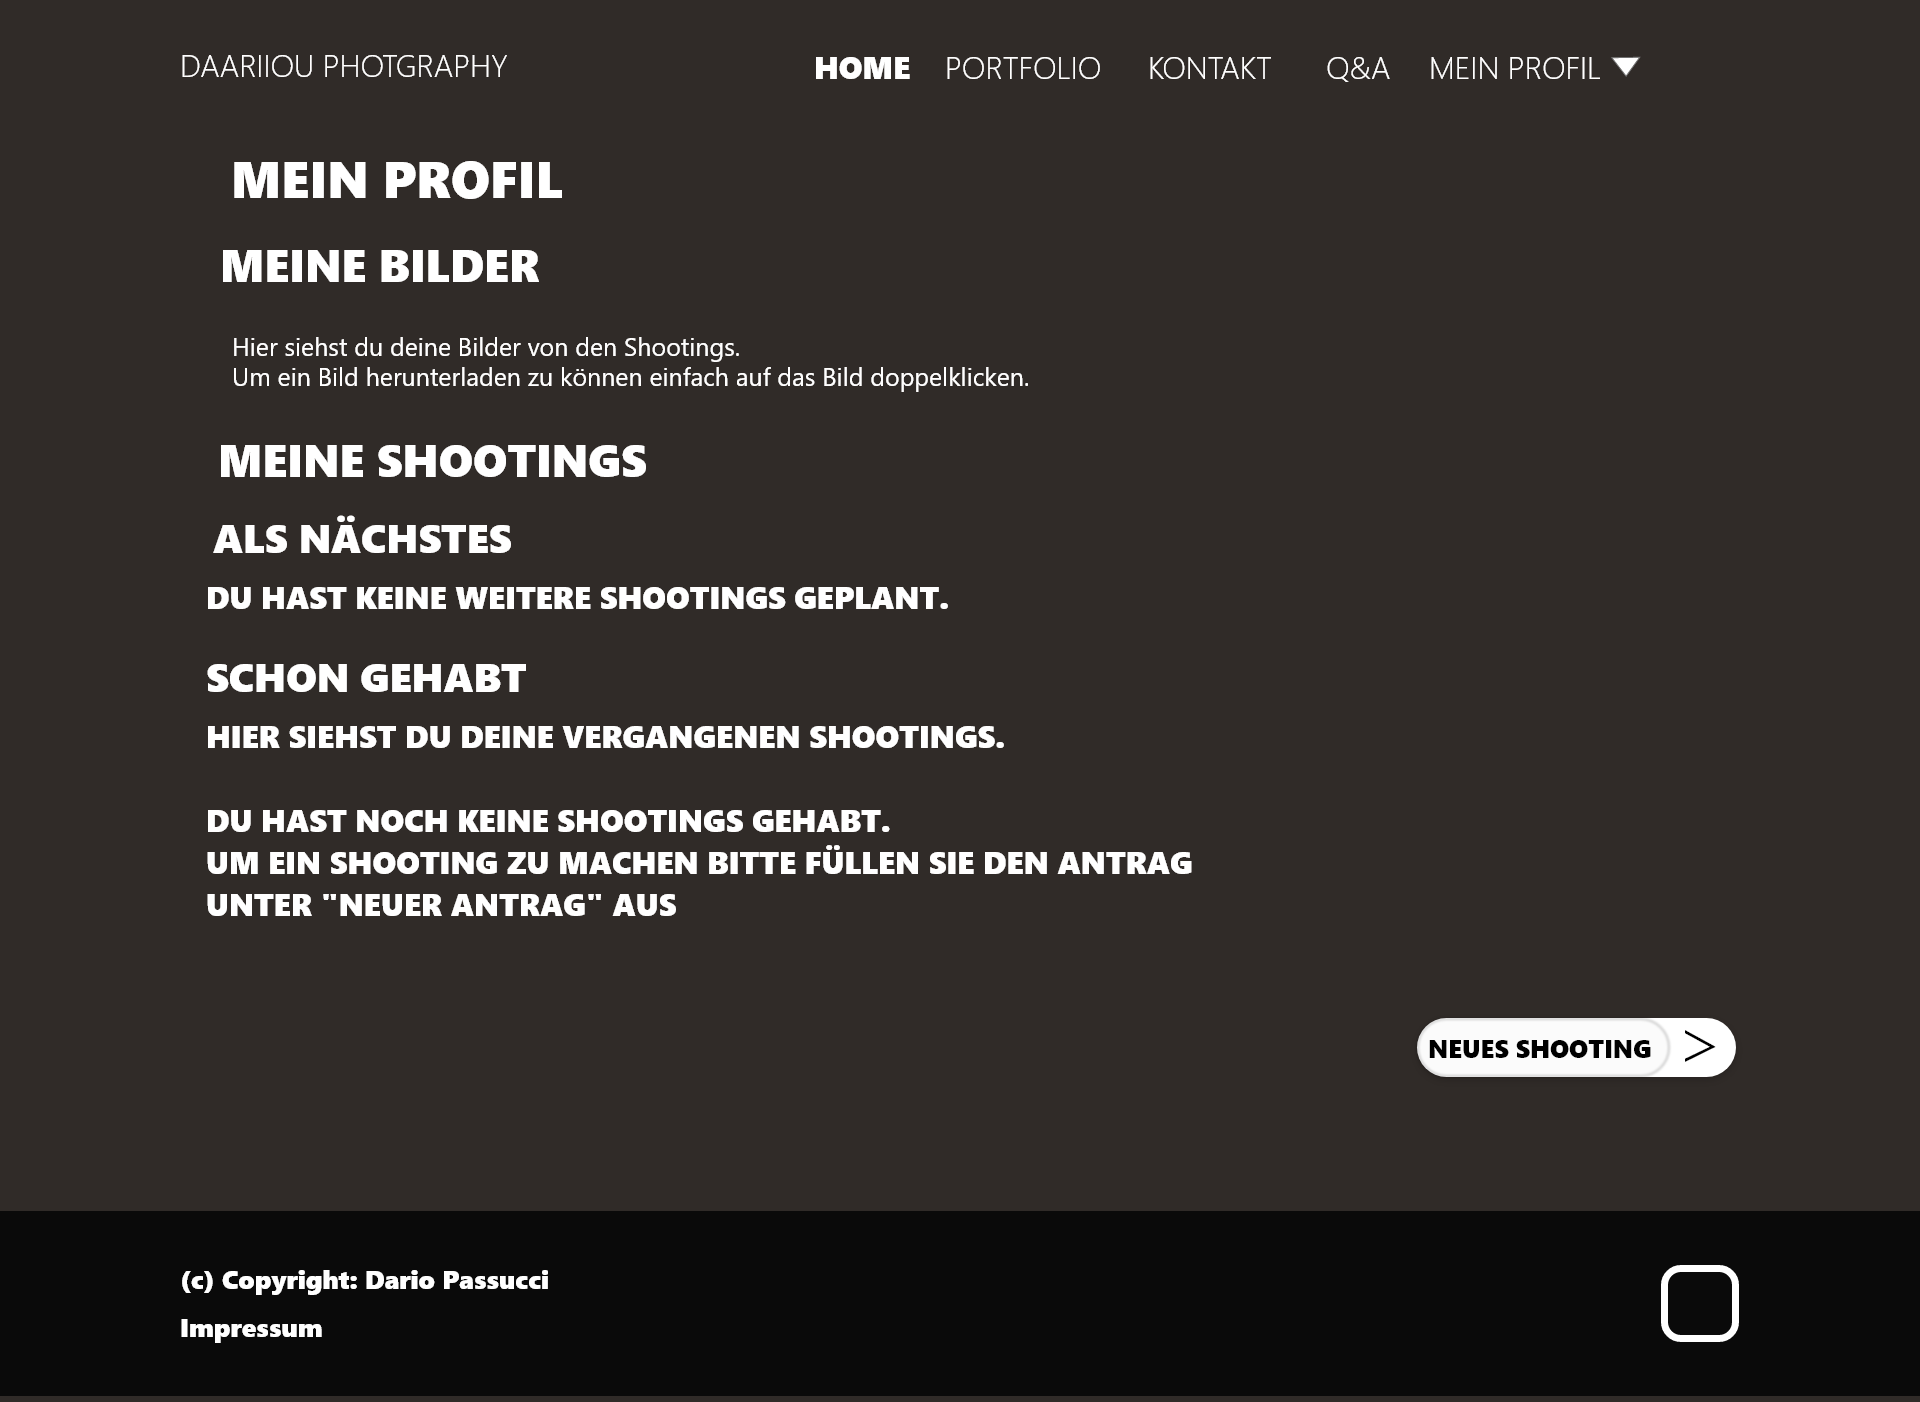 DAARIIOU PHOTGRAPHY
HOME PORTFOLIO KONTAKT Q&A MEIN PROFIL
MEIN PROFIL
MEINE BILDER
Hier siehst du deine Bilder von den Shootings.
Um ein Bild herunterladen zu können einfach auf das Bild doppelklicken.
MEINE SHOOTINGS
ALS NÄCHSTES
DU HAST KEINE WEITERE SHOOTINGS GEPLANT.
SCHON GEHABT
HIER SIEHST DU DEINE VERGANGENEN SHOOTINGS.
DU HAST NOCH KEINE SHOOTINGS GEHABT.
UM EIN SHOOTING ZU MACHEN BITTE FÜLLEN SIE DEN ANTRAG
UNTER "NEUER ANTRAG" AUS
NEUES SHOOTING >
(c) Copyright: Dario Passucci
Impressum